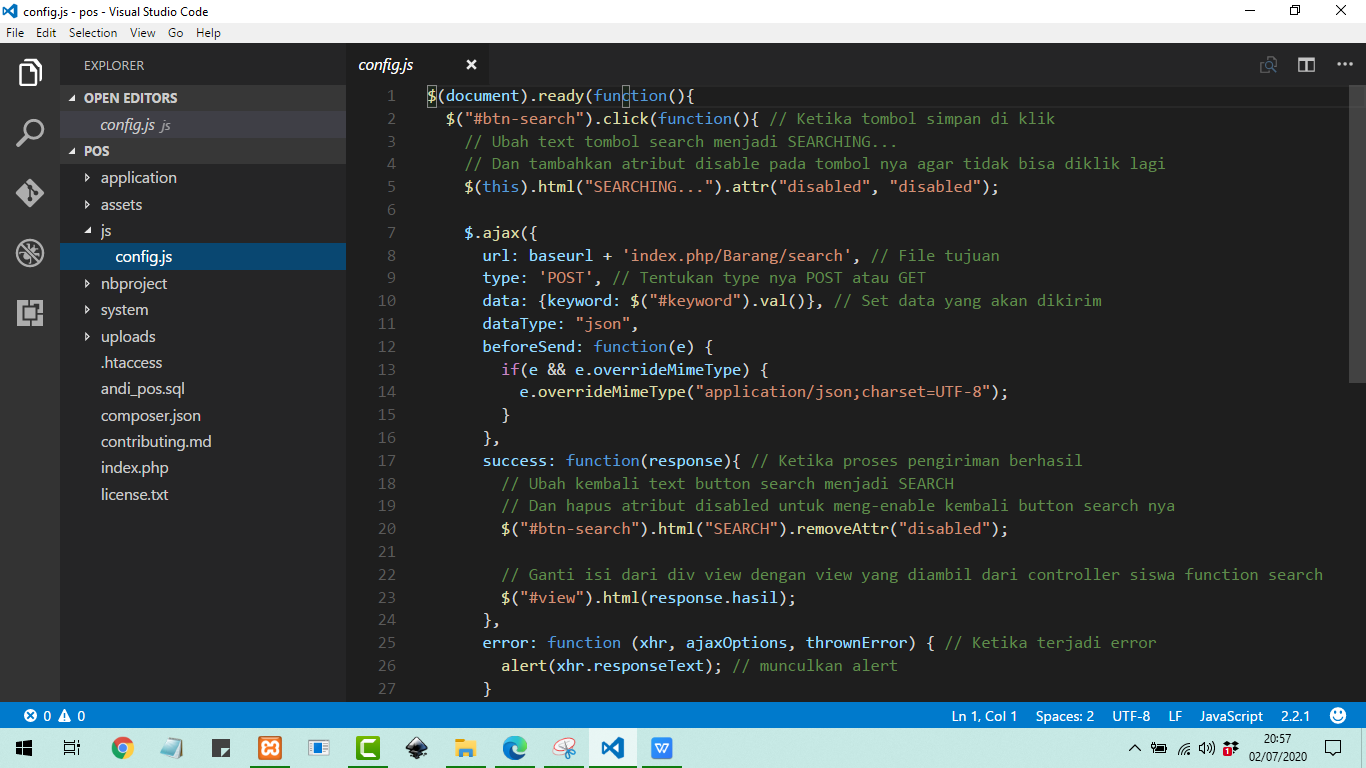 config.js - pos - Visual Studio Code
File Edit Selection View Go Help
EXPLORER
OPEN EDITORS
config.js js
POS
application
assets
js
config.js
nbproject
system
uploads
.htaccess
andi_pos.sql
composer.json
contributing.md
index.php
license.txt
config.js
1 $(document).ready(function(){
2 $("#btn-search").click(function(){ // Ketika tombol simpan di klik
3 // Ubah text tombol search menjadi SEARCHING...
4 // Dan tambahkan atribut disable pada tombol nya agar tidak bisa diklik lagi
5 $(this).html("SEARCHING...").attr("disabled", "disabled");
6
7 $.ajax({
8 url: baseurl + 'index.php/Barang/search', // File tujuan
9 type: 'POST', // Tentukan type nya POST atau GET
10 data: {keyword: $("#keyword").val()}, // Set data yang akan dikirim
11 dataType: "json",
12 beforeSend: function(e) {
13 if(e && e.overrideMimeType) {
14 e.overrideMimeType("application/json;charset=UTF-8");
15 }
16 },
17 success: function(response){ // Ketika proses pengiriman berhasil
18 // Ubah kembali text button search menjadi SEARCH
19 // Dan hapus atribut disabled untuk meng-enable kembali button search nya
20 $("#btn-search").html("SEARCH").removeAttr("disabled");
21
22 // Ganti isi dari div view dengan view yang diambil dari controller siswa function search
23 $("#view").html(response.hasil);
24 },
25 error: function (xhr, ajaxOptions, thrownError) { // Ketika terjadi error
26 alert(xhr.responseText); // munculkan alert
27 }
0 0 Ln 1, Col 1 Spaces: 2 UTF-8 LF JavaScript 2.2.1
20:57
02/07/2020